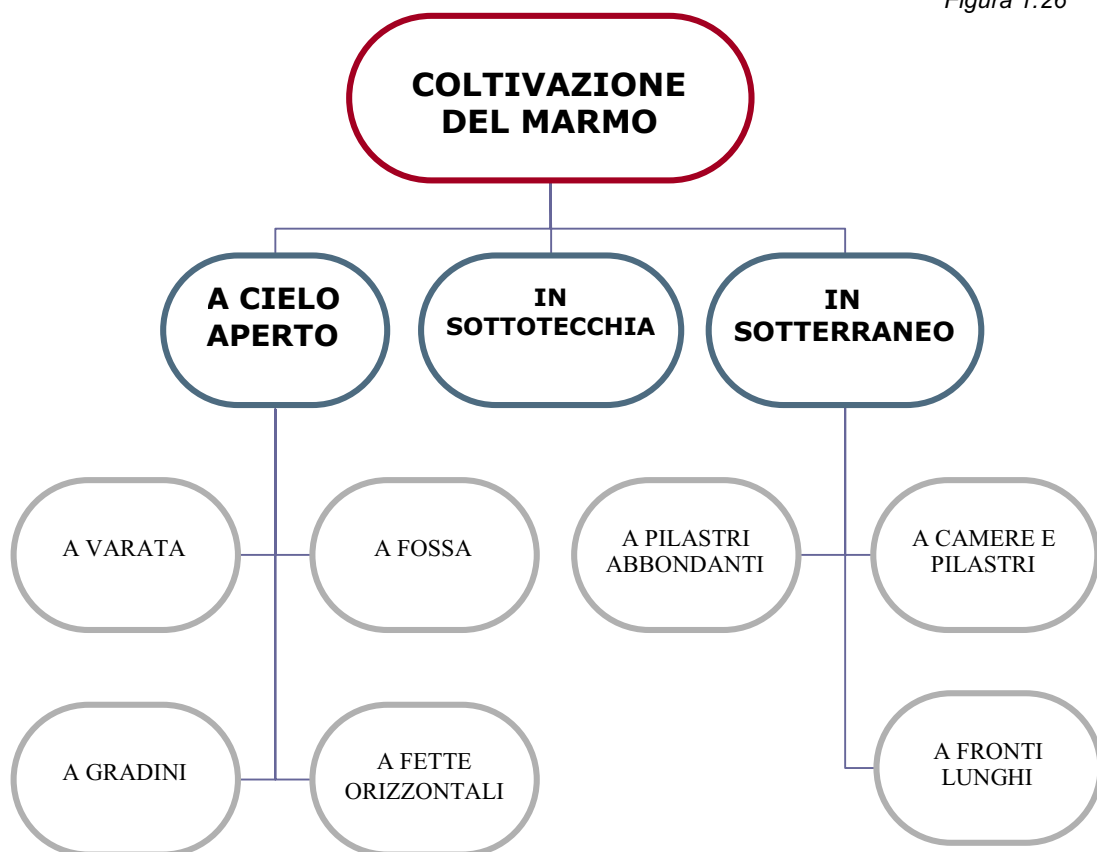 Figura 1.26
COLTIVAZIONE
DEL MARMO
A CIELO
APERTO
IN
SOTTOTECCHIA
IN
SOTTERRANEO
A VARATA
A FOSSA
A PILASTRI
ABBONDANTI
A CAMERE E
PILASTRI
A GRADINI
A FETTE
ORIZZONTALI
A FRONTI
LUNGHI